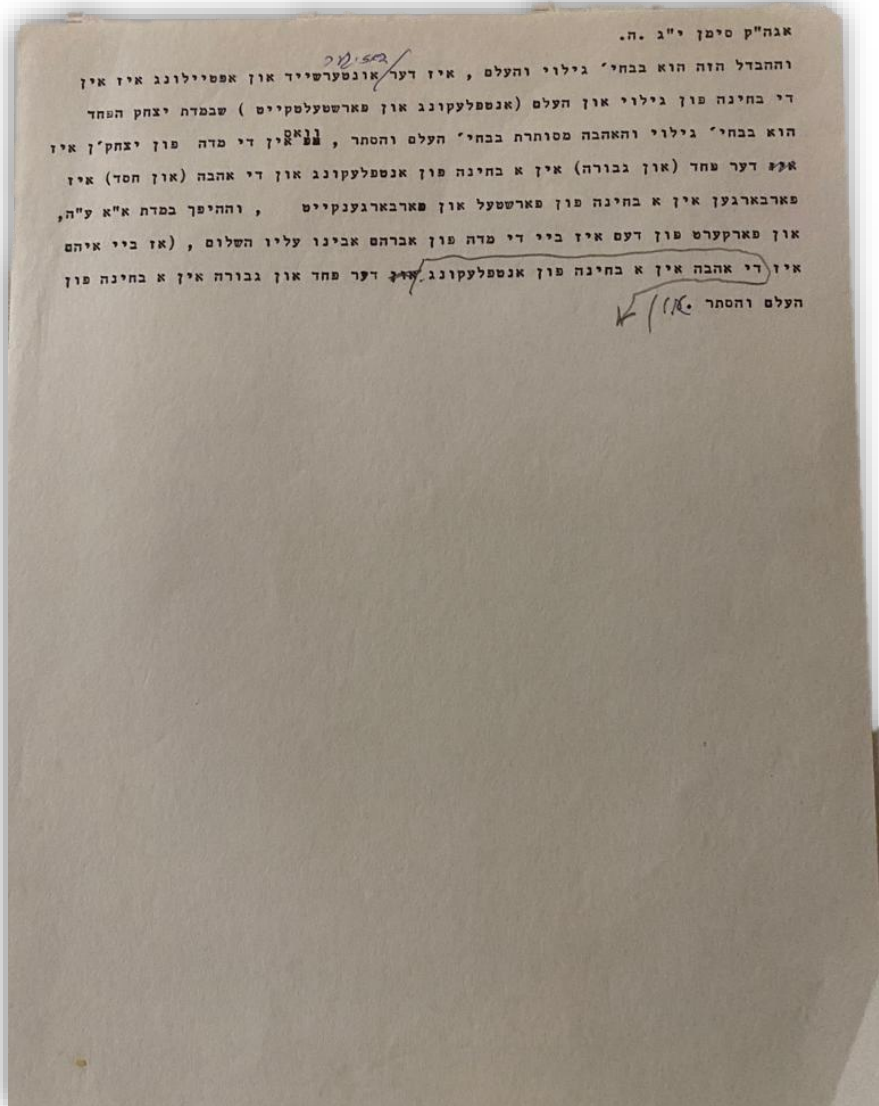 אגה"ק סימן י"ג .ה.
וההבדל הזה הוא בבחי׳ גילוי והעלם , איז דער אונטערשייד און אפטיילונג איז אין
די בחינה פון גילוי און העלם (אנטפלעקונג און פארשטעלטקייט ) שבמדת יצחק הפחד
הוא בבחי׳ גילוי והאהבה מסותרת בבחי׳ העלם והסתר , וואס אין די מדה פון יצחק׳ן איז
דער פחד (און גבורה) אין א בחינה פון אנטפלעקונג און די אהבה (און חסד) איז
פארבארגען אין א בחינה פון פארשטעל און פארבארגענקייט , וההיפך במדת א"א ע"ה,
און פארקערט פון דעם איז ביי די מדה פון אברהם אבינו עליו השלום , (אז ביי איהם
איז די אהבה אין א בחינה פון אנטפלעקונג און דער פחד און גבורה אין א בחינה פון
העלם והסתר . און